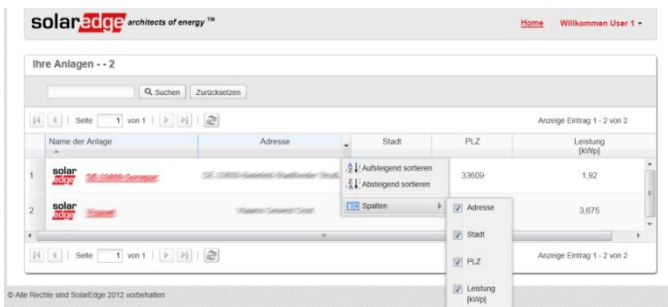 solaredge architects of energy ™
Home Willkommen User 1
Ihre Anlagen - - 2
Suchen Zurücksetzen
Seite 1 von 1
Anzeige Eintrag 1 - 2 von 2
Name der Anlage Adresse Stadt PLZ Leistung
[kWp]
Aufsteigend sortieren
Absteigend sortieren
Spalten
1 solar
edge
33609 1,92
2 solar
edge
3,675
Adresse
Stadt
PLZ
Leistung
[kWp]
Seite 1 von 1
Anzeige Eintrag 1 - 2 von 2
© Alle Rechte sind SolarEdge 2012 vorbehalten